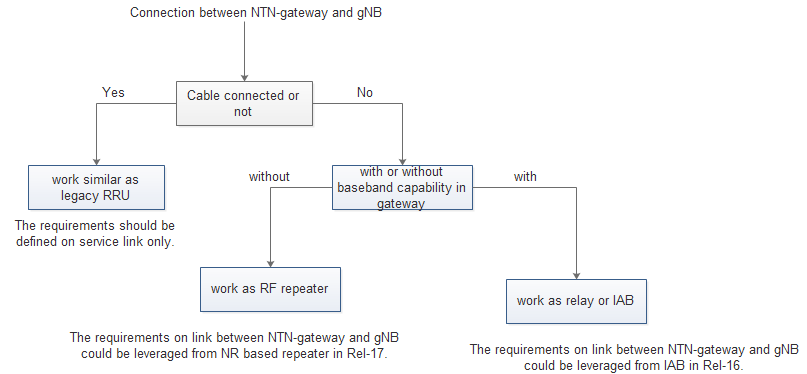 Connection between NTN-gateway and gNB
Yes
Cable connected or
not
No
work similar as
legacy RRU
The requirements should be
defined on service link only.
without
with or without
baseband capability in
gateway
with
work as RF repeater
The requirements on link between NTN-gateway and gNB
could be leveraged from NR based repeater in Rel-17.
work as relay or IAB
The requirements on link between NTN-gateway and gNB
could be leveraged from IAB in Rel-16.